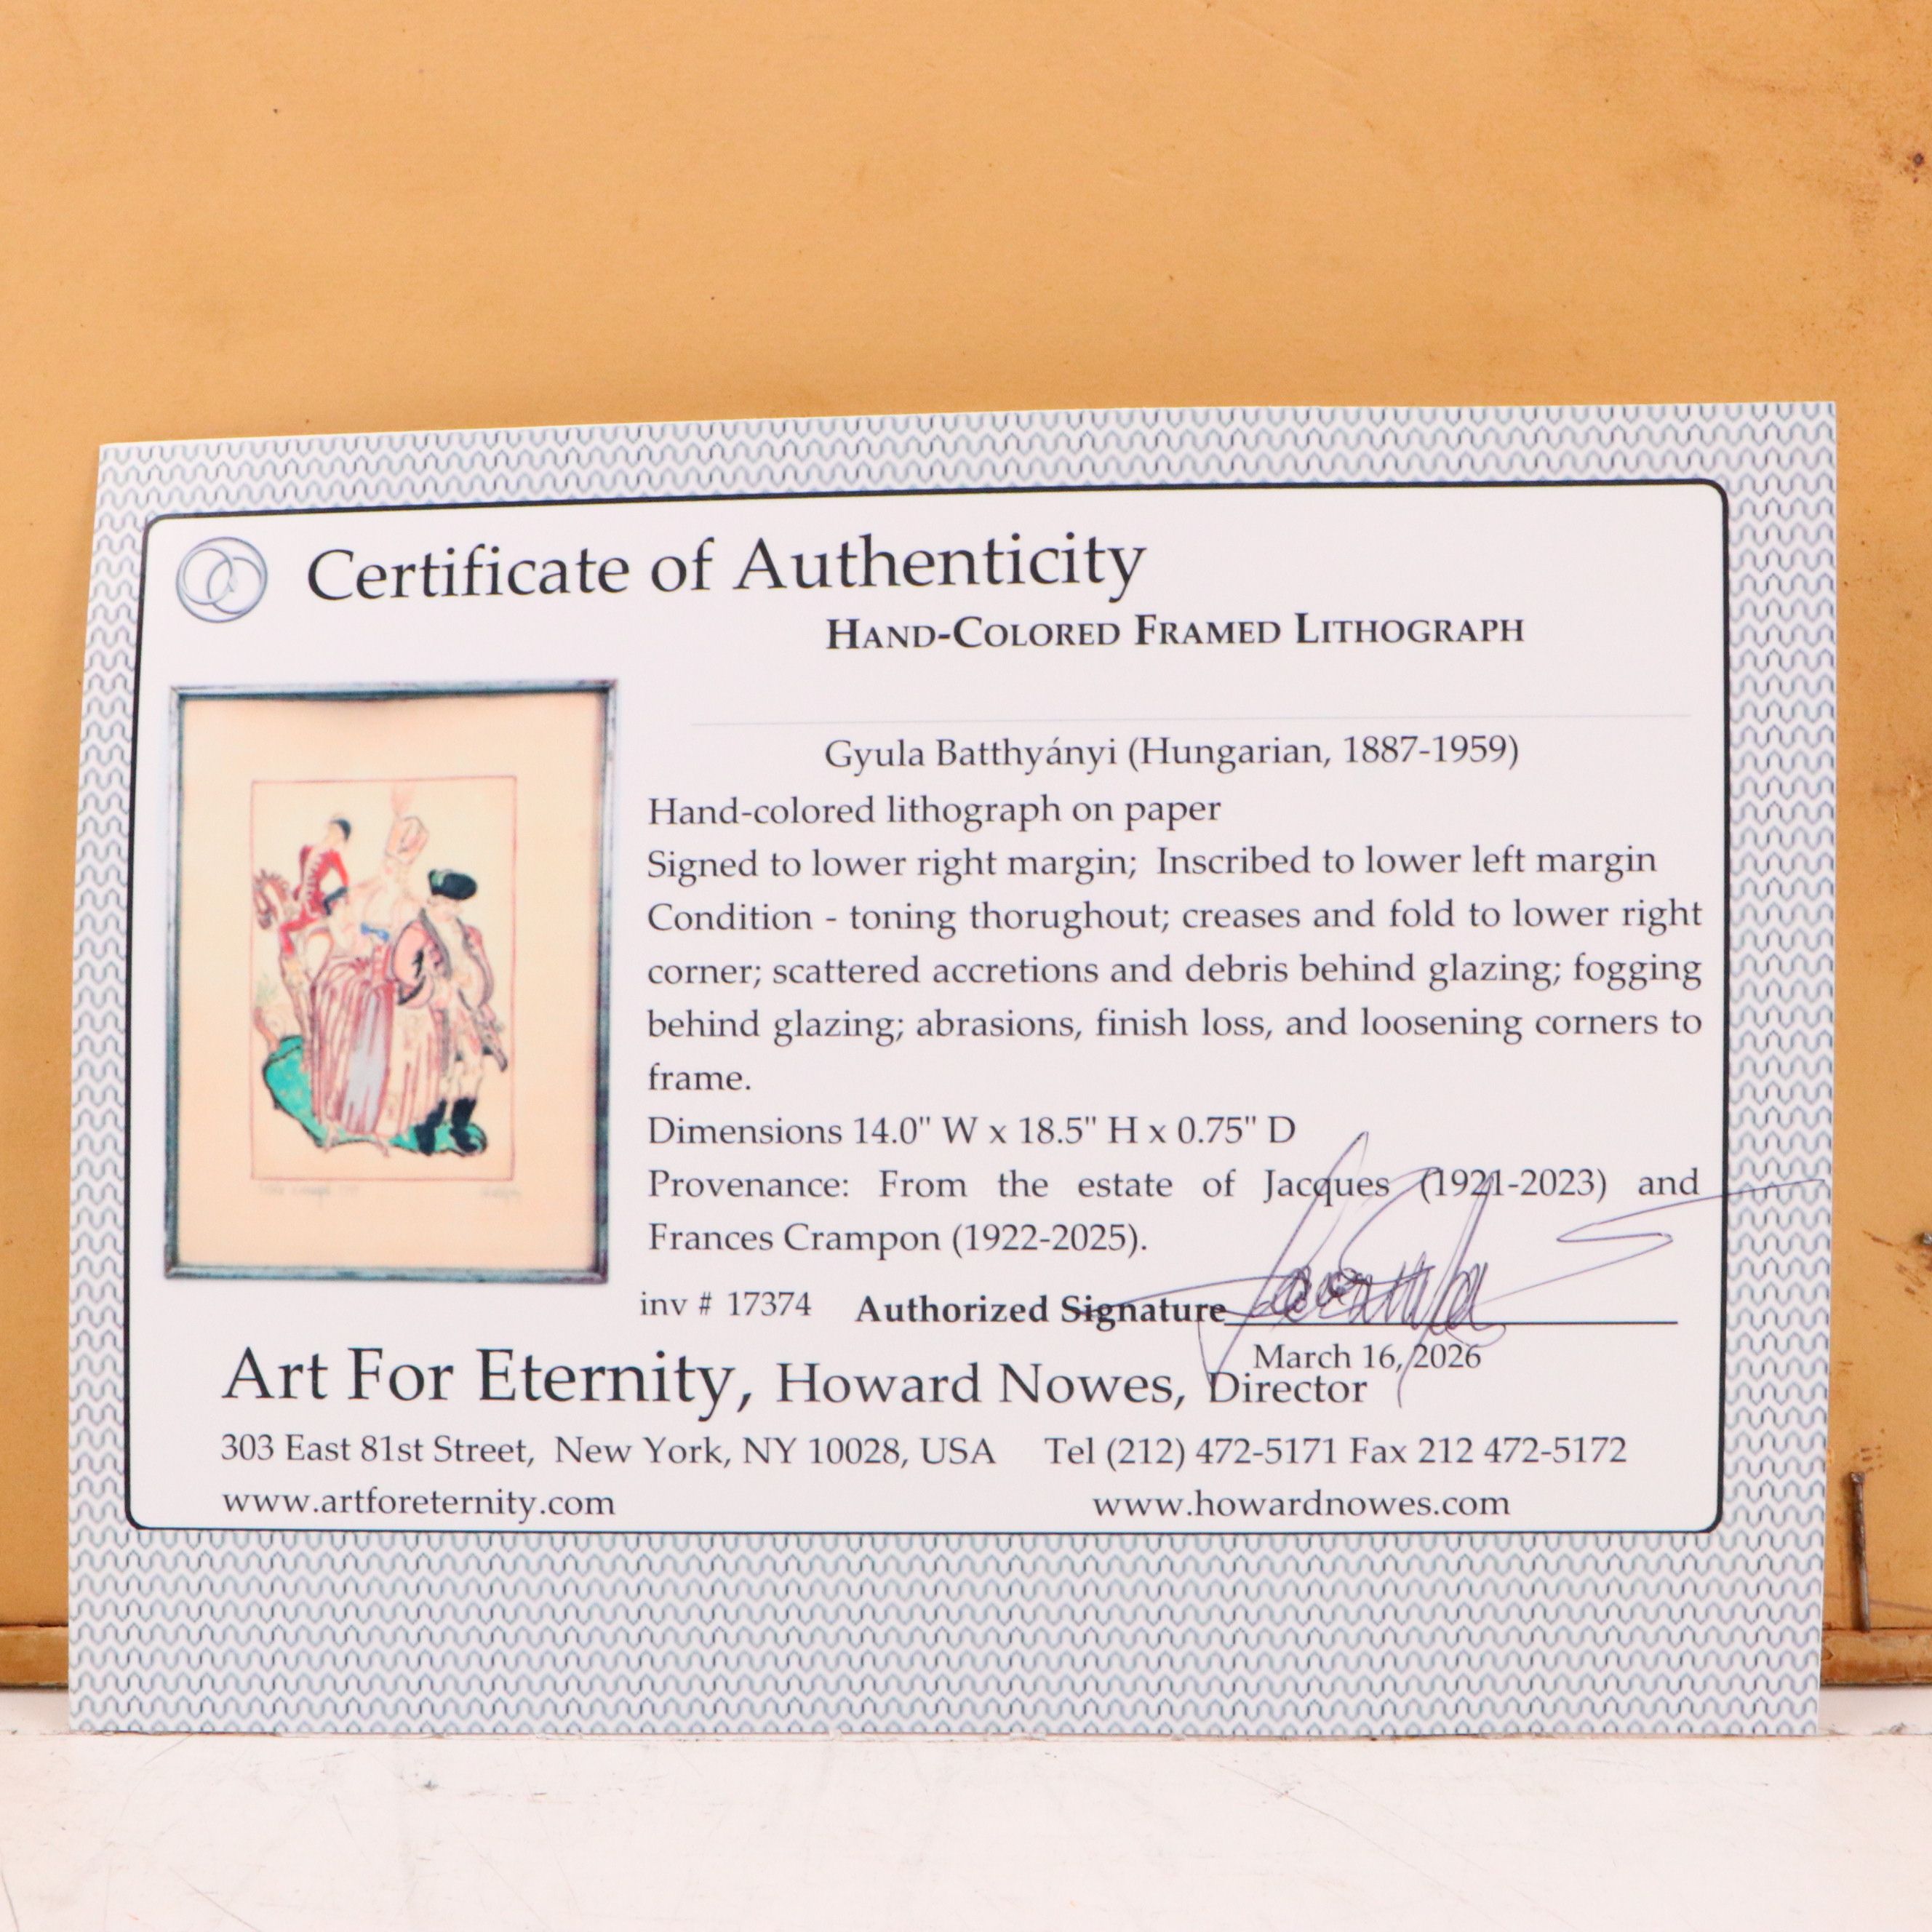 Certificate of Authenticity
HAND-COLORED FRAMED LITHOGRAPH
Gyula Batthyányi (Hungarian, 1887-1959)
Hand-colored lithograph on paper
Signed to lower right margin; Inscribed to lower left margin
Condition - toning thorughout; creases and fold to lower right
corner; scattered accretions and debris behind glazing; fogging
behind glazing; abrasions, finish loss, and loosening corners to
frame.
Dimensions 14.0" W x 18.5" H x 0.75" D
Provenance: From the estate of Jacques (1921-2023) and
Frances Crampon (1922-2025).
inv # 17374 Authorized Signature
March 16, 2026
Art For Eternity, Howard Nowes, Director
303 East 81st Street, New York, NY 10028, USA Tel (212) 472-5171 Fax 212 472-5172
www.artforeternity.com www.howardnowes.com